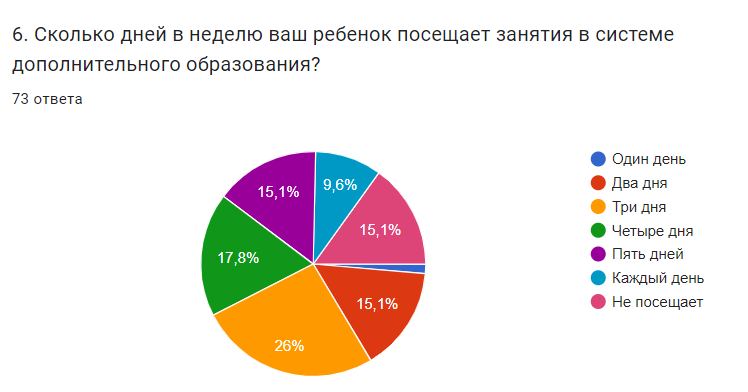 6. Сколько дней в неделю ваш ребенок посещает занятия в системе
дополнительного образования?
73 ответа
Один день
Два дня
Три дня
Четыре дня
Пять дней
Каждый день
Не посещает
15,1%
9,6%
15,1%
17,8%
15,1%
26%